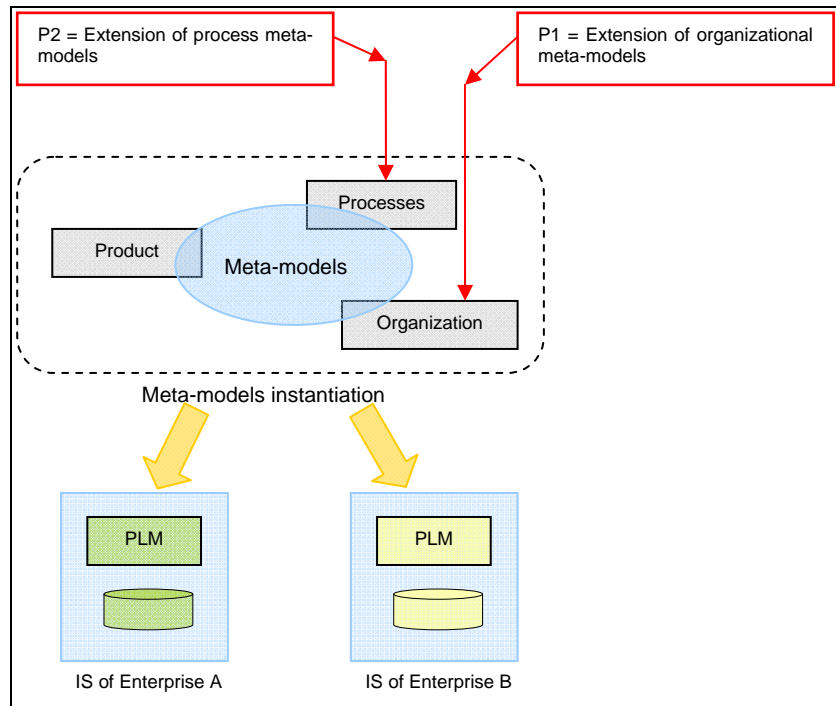 P2 = Extension of process meta-
models
P1 = Extension of organizational
meta-models
Processes
Product
Meta-models
Organization
Meta-models instantiation
PLM
PLM
IS of Enterprise A
IS of Enterprise B